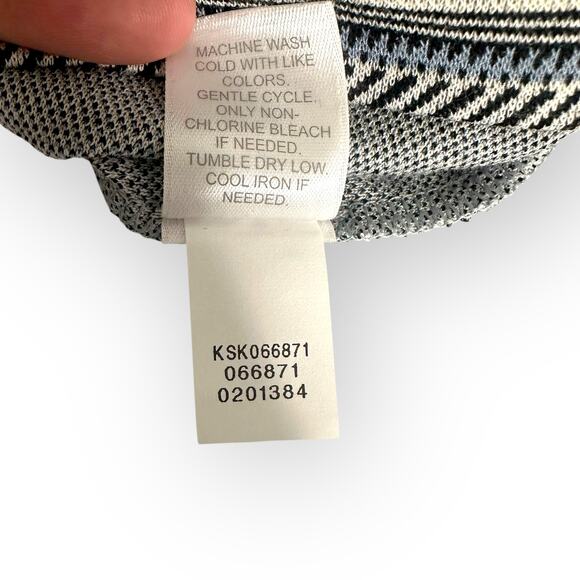 MACHINE WASH
COLD WITH LIKE
COLORS.
GENTLE CYCLE.
ONLY NON-
CHLORINE BLEACH
IF NEEDED.
TUMBLE DRY LOW.
COOL IRON IF
NEEDED.
KSK066871
066871
0201384